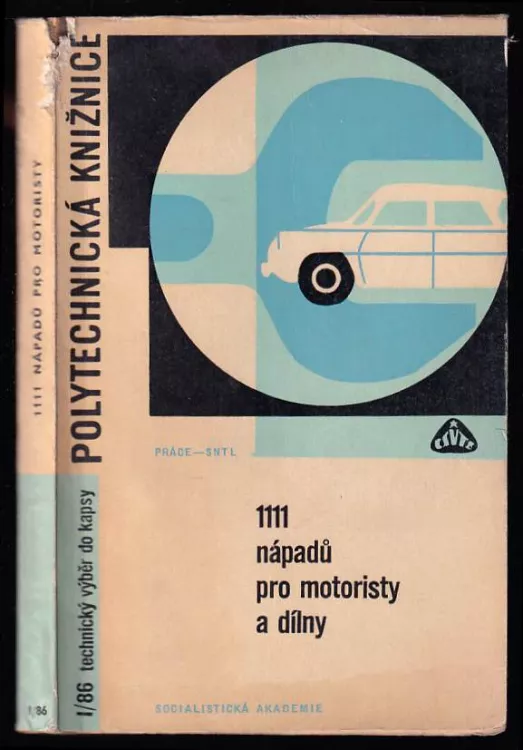 1111 NÁPADŮ PRO MOTORISTY
1/86
I/86 technický výběr do kapsy POLYTECHNICKÁ KNIŽNICE
PRÁCE—SNTL
ČSVTS
1111
nápadů
pro motoristy
a dílny
SOCIALISTICKÁ AKADEMIE